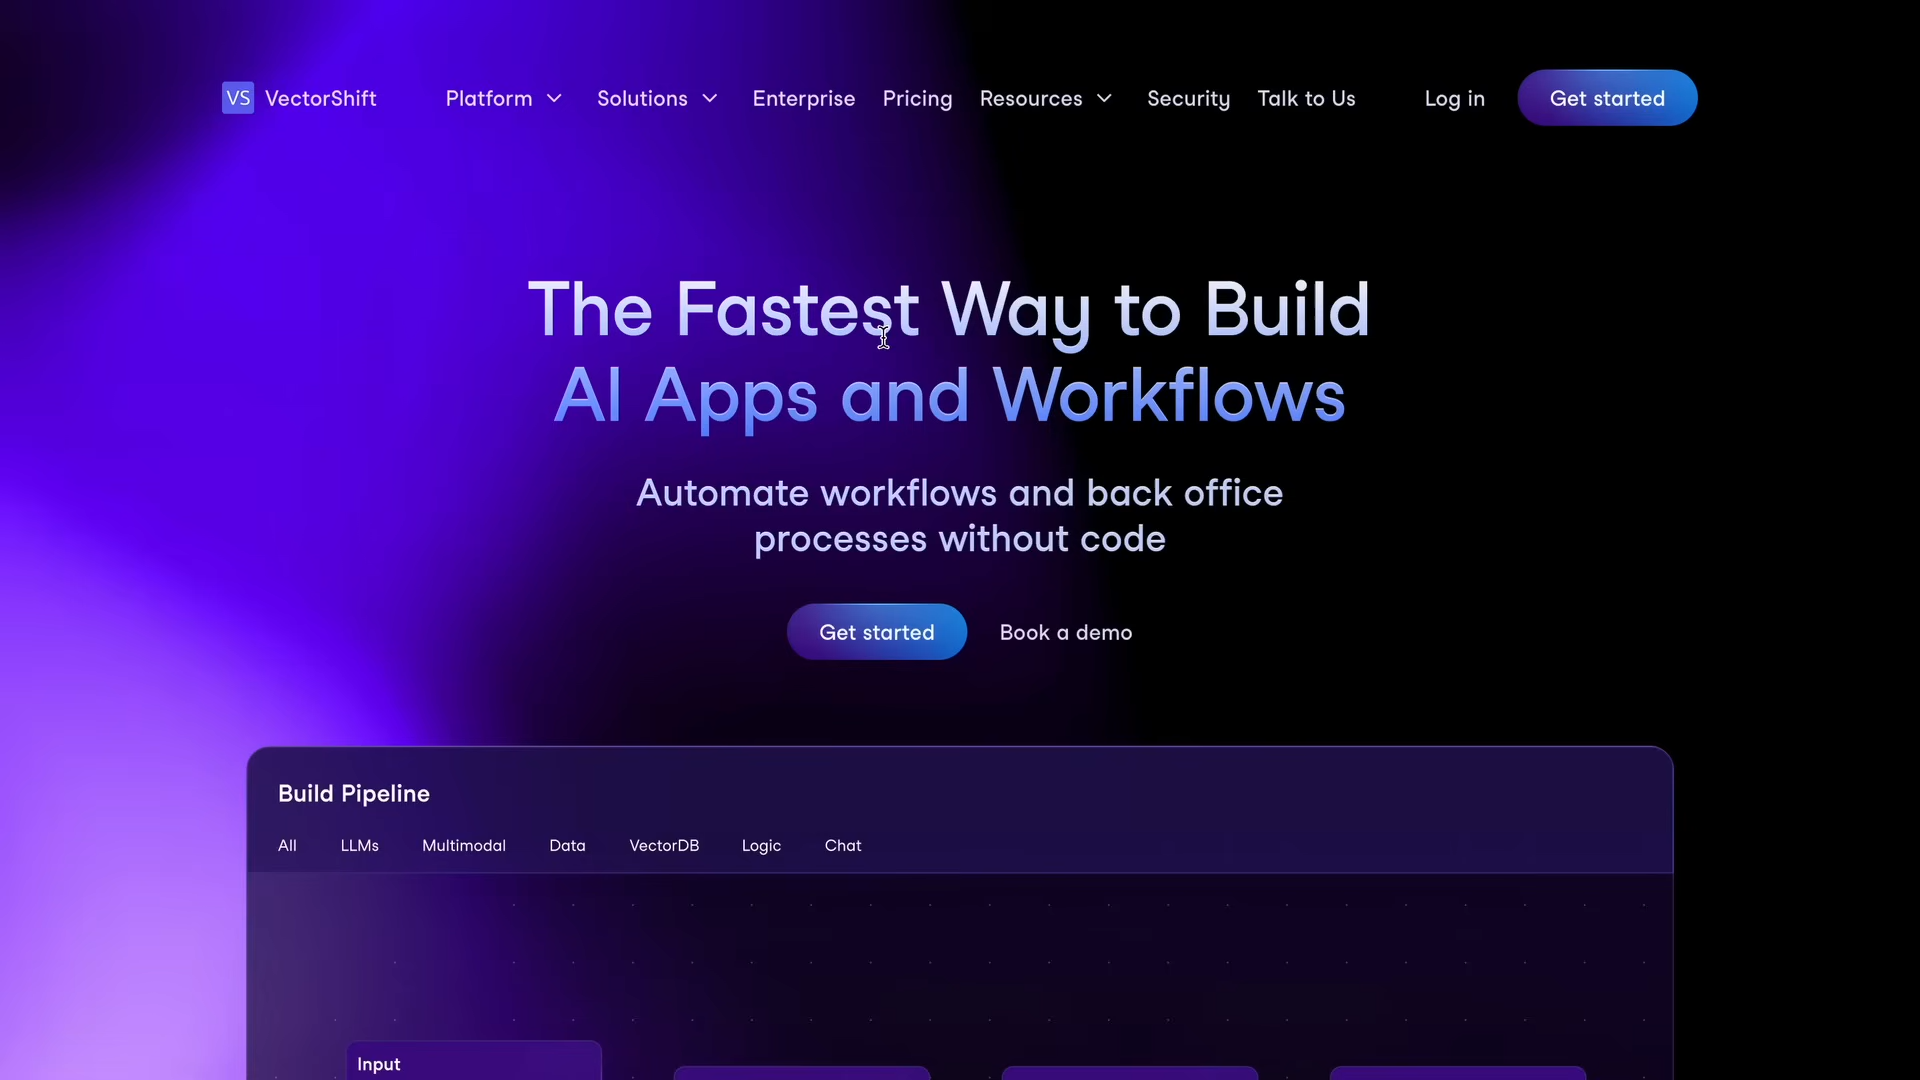 VS VectorShift Platform Solutions Enterprise Pricing Resources Security Talk to Us Log in Get started
The Fastest Way to Build
AI Apps and Workflows
Automate workflows and back office
processes without code
Get started Book a demo
Build Pipeline
All LLMs Multimodal Data VectorDB Logic Chat
Input